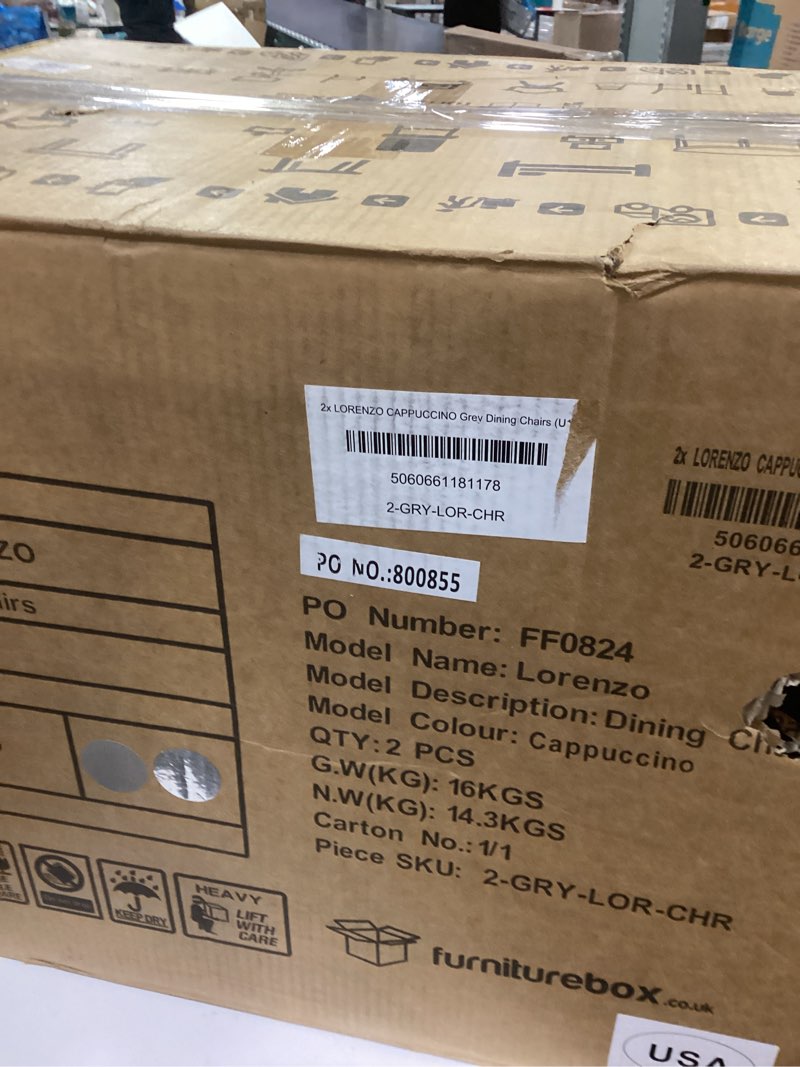 2x LORENZO CAPPUCCINO Grey Dining Chairs (U
5060661181178
2-GRY-LOR-CHR
PO NO.:800855
PO Number: FF0824
Model Name: Lorenzo
Model Description: Dining Cha
Model Colour: Cappuccino
QTY: 2 PCS
G.W(KG): 16KGS
N.W(KG): 14.3KGS
Carton No.: 1/1
Piece SKU: 2-GRY-LOR-CHR
furniturebox.co.uk
2x LORENZO CAPPUC
506066
2-GRY-L
ZO
irs
KEEP DRY
HEAVY
LIFT
WITH
CARE
USA